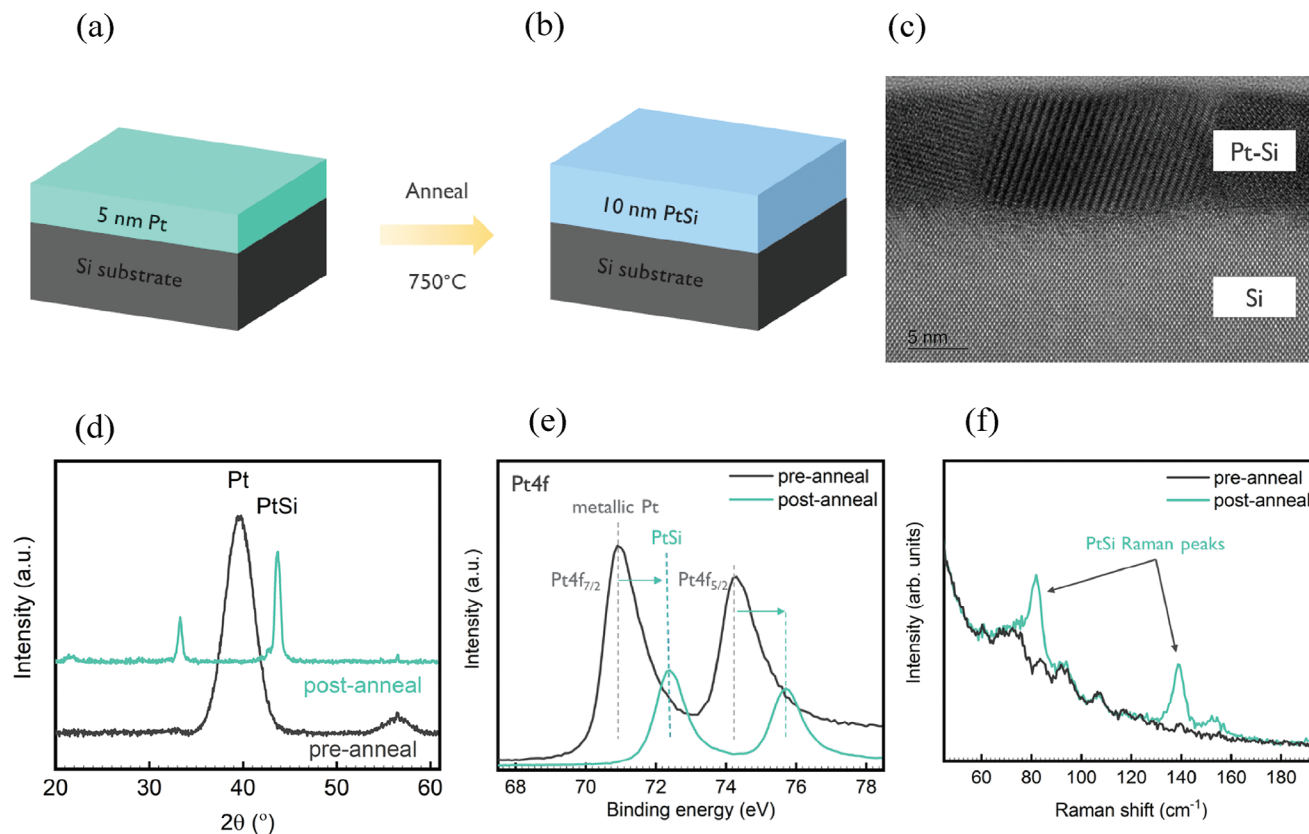 (a)
(b)
(c)
5 nm Pt
Si substrate
Anneal
750°C
10 nm PtSi
Si substrate
Pt-Si
Si
5 nm
(d)
(e)
(f)
Pt
PtSi
post-anneal
pre-anneal
Intensity (a.u.)
20 30 40 50 60
2θ (º)
Pt4f
pre-anneal
post-anneal
metallic Pt
PtSi
Pt4f7/2
Pt4f5/2
Intensity (a.u.)
68 70 72 74 76 78
Binding energy (eV)
pre-anneal
post-anneal
PtSi Raman peaks
Intensity (arb. units)
60 80 100 120 140 160 180
Raman shift (cm-1)